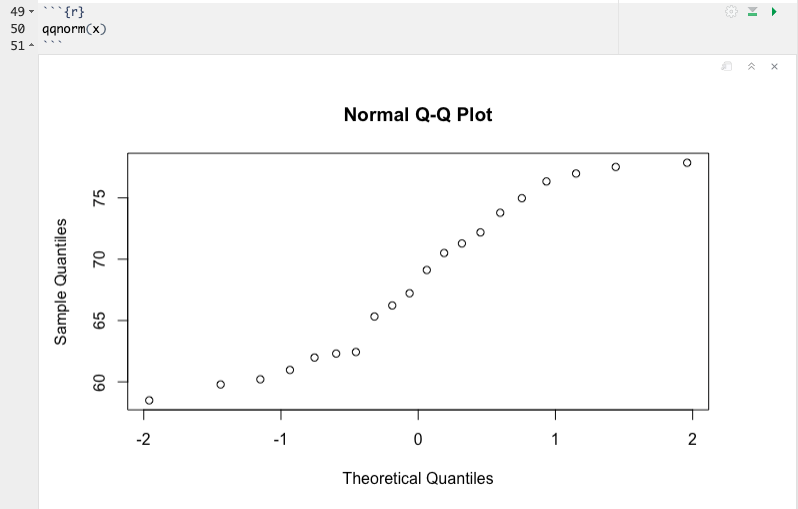 49 ```{r}
50 qqnorm(x)
51 ```
Normal Q-Q Plot
Sample Quantiles
75
70
65
60
-2 -1 0 1 2
Theoretical Quantiles